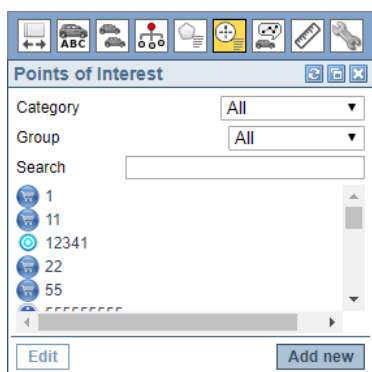 ABC
Points of Interest
Category All
Group All
Search
1
11
12341
22
55
Edit Add new